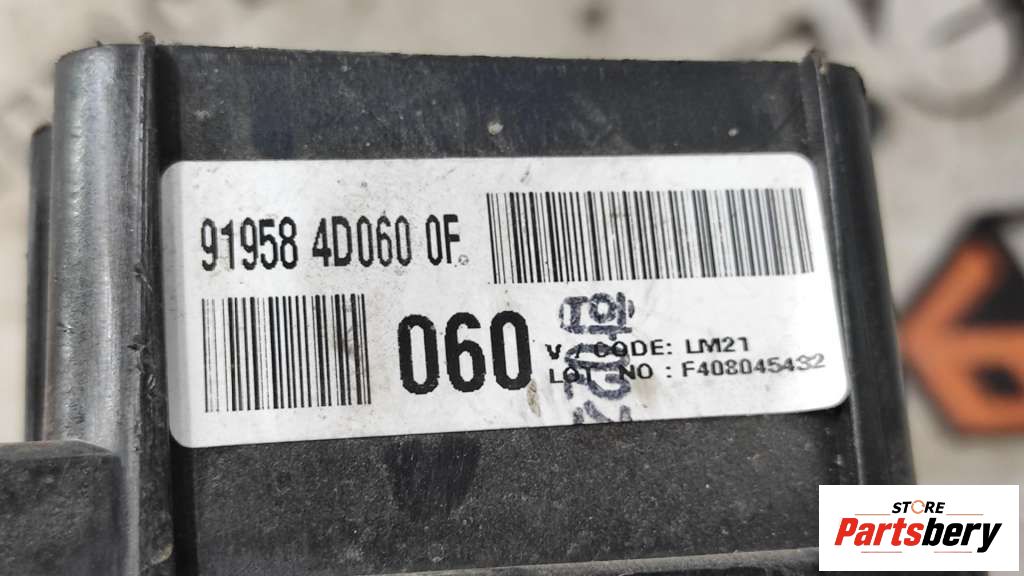 91958 4D060 0F
060
V CODE: LM21
LOT NO : F408045432
STORE
Partsbery